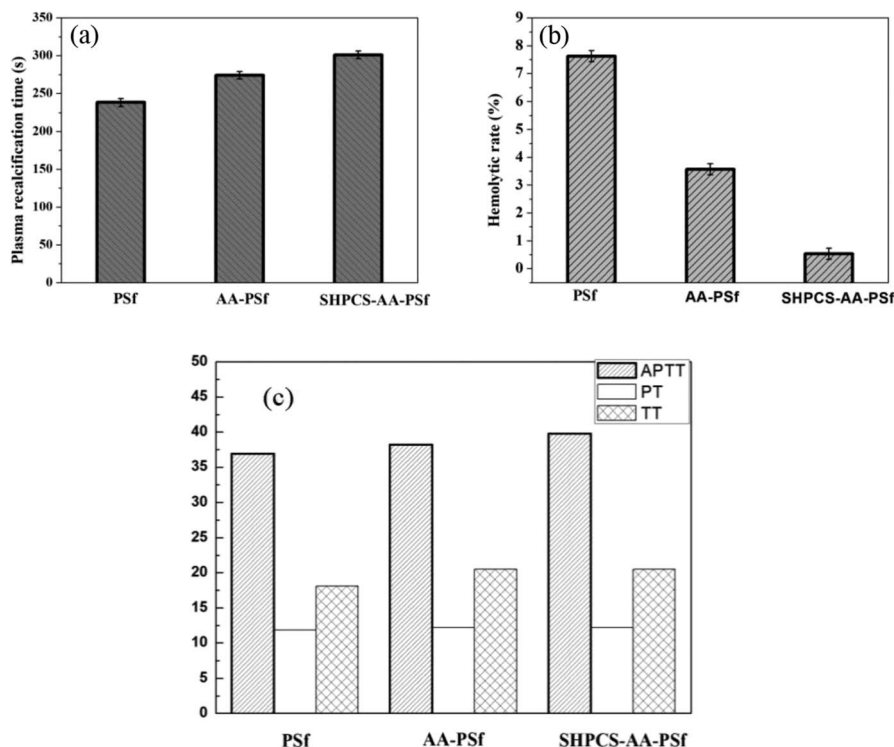 (a)
Plasma recalcification time (s)
350
300
250
200
150
100
50
0
PSf
AA-PSf
SHPCS-AA-PSf
(b)
Hemolytic rate (%)
9
8
7
6
5
4
3
2
1
0
PSf
AA-PSf
SHPCS-AA-PSf
(c)
50
45
40
35
30
25
20
15
10
5
0
APTT
PT
TT
PSf
AA-PSf
SHPCS-AA-PSf